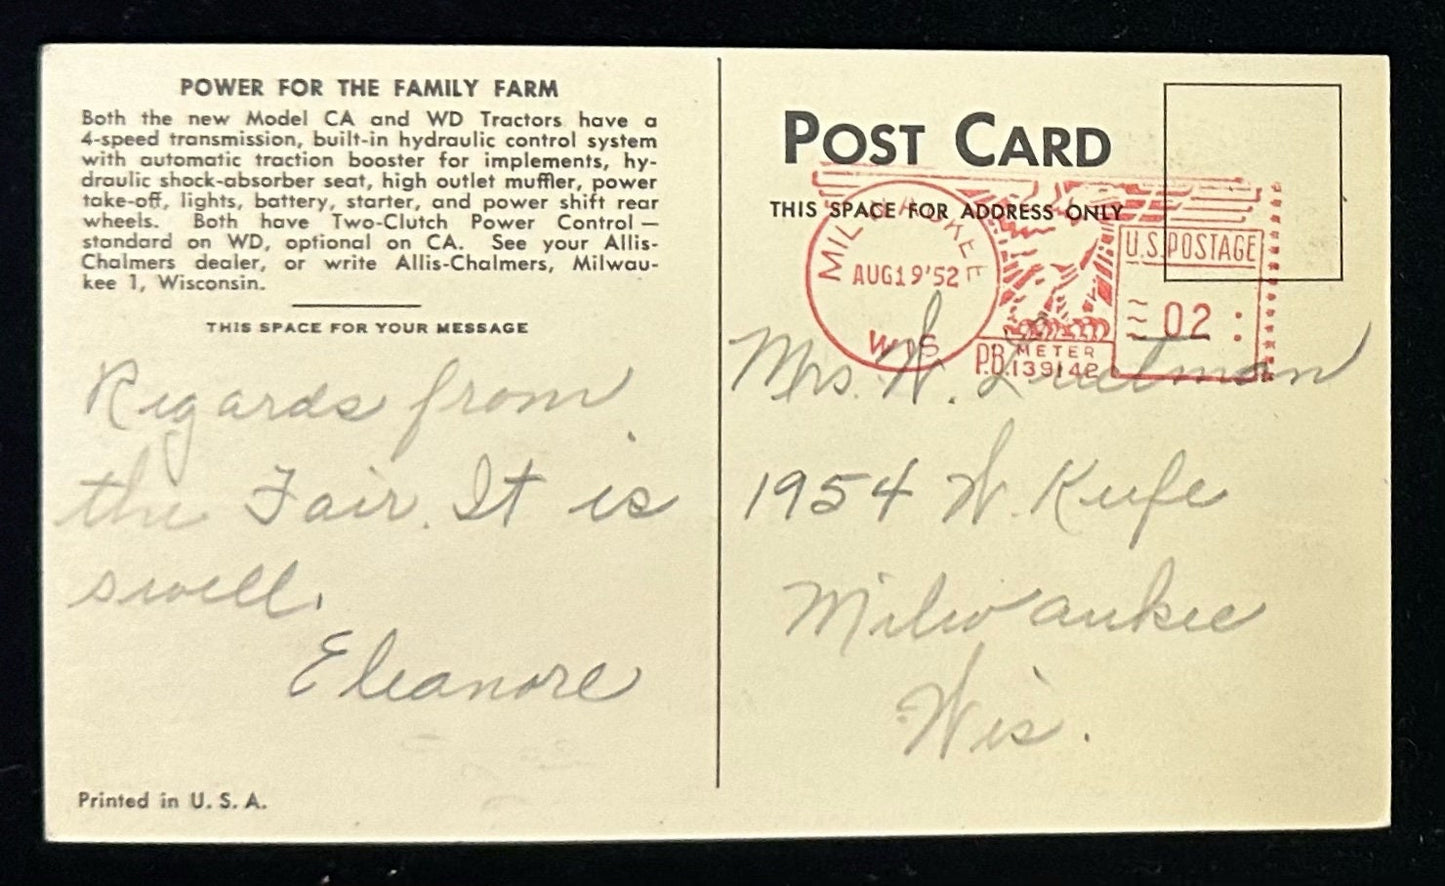 POWER FOR THE FAMILY FARM
Both the new Model CA and WD Tractors have a
4-speed transmission, built-in hydraulic control system
with automatic traction booster for implements, hy-
draulic shock-absorber seat, high outlet muffler, power
take-off, lights, battery, starter, and power shift rear
wheels. Both have Two-Clutch Power Control —
standard on WD, optional on CA. See your Allis-
Chalmers dealer, or write Allis-Chalmers, Milwau-
kee 1, Wisconsin.
THIS SPACE FOR YOUR MESSAGE
Regards from
the Fair. It is
swell.
Eleanore
Printed in U. S. A.
POST CARD
THIS SPACE FOR ADDRESS ONLY
MILWAUKEE
AUG19'52
WIS
U.S.POSTAGE
02
P.B. METER
139142
Mrs. W.
1954 W. Keefe
Milwaukee
Wis.